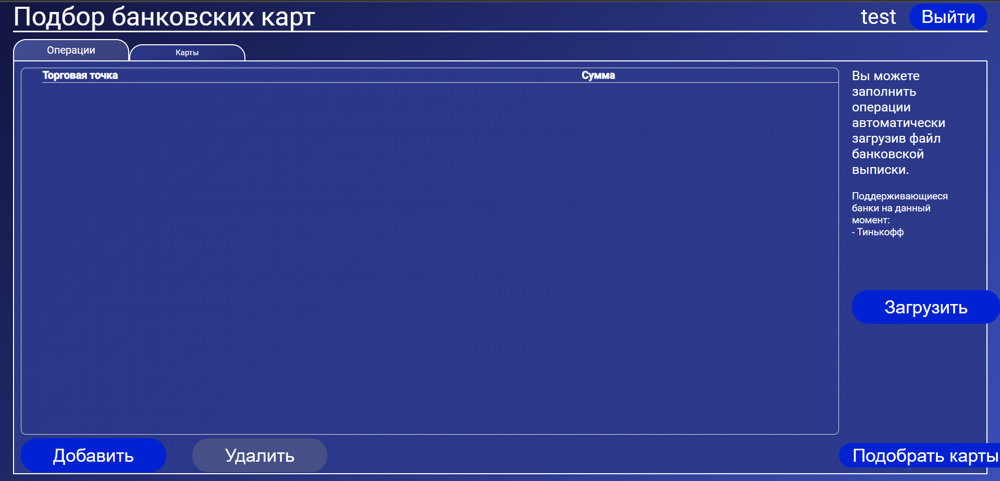 Подбор банковских карт
test
Выйти
Операции
Карты
Торговая точка
Сумма
Вы можете
заполнить
операции
автоматически
загрузив файл
банковской
выписки.
Поддерживающиеся
банки на данный
момент:
- Тинькофф
Загрузить
Добавить
Удалить
Подобрать карты